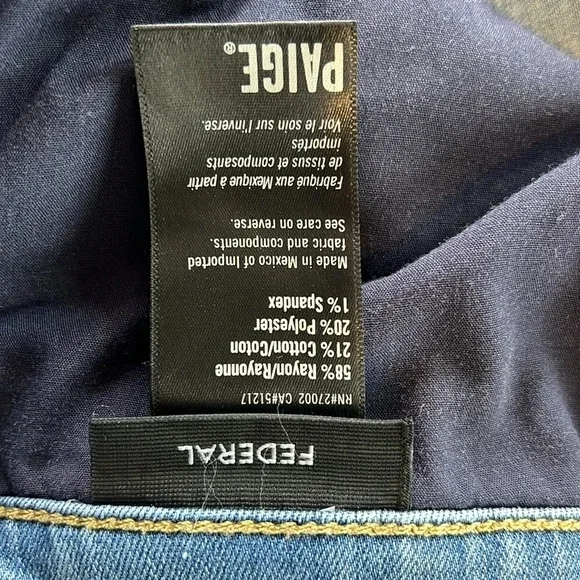 FEDERAL
RN#27002 CA#51217
58% Rayon/Rayonne
21% Cotton/Coton
20% Polyester
1% Spandex
Made in Mexico of Imported
fabric and components.
See care on reverse.
Fabriqué aux Mexique à partir
de tissus et composants
importés
Voir le soin sur l'inverse.
PAIGE®